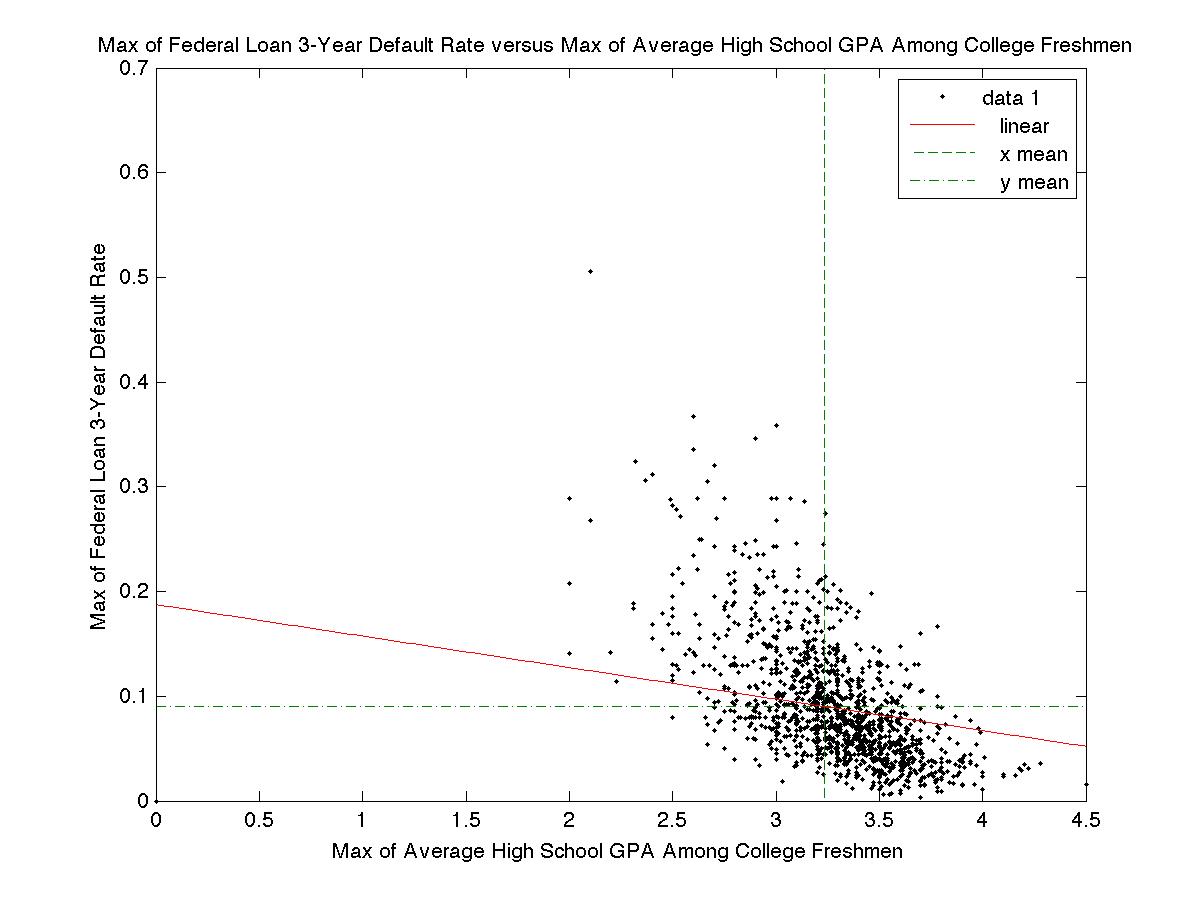 Max of Federal Loan 3-Year Default Rate versus Max of Average High School GPA Among College Freshmen
Max of Federal Loan 3-Year Default Rate
0.7
0.6
0.5
0.4
0.3
0.2
0.1
0
data 1
linear
x mean
y mean
0 0.5 1 1.5 2 2.5 3 3.5 4 4.5
Max of Average High School GPA Among College Freshmen